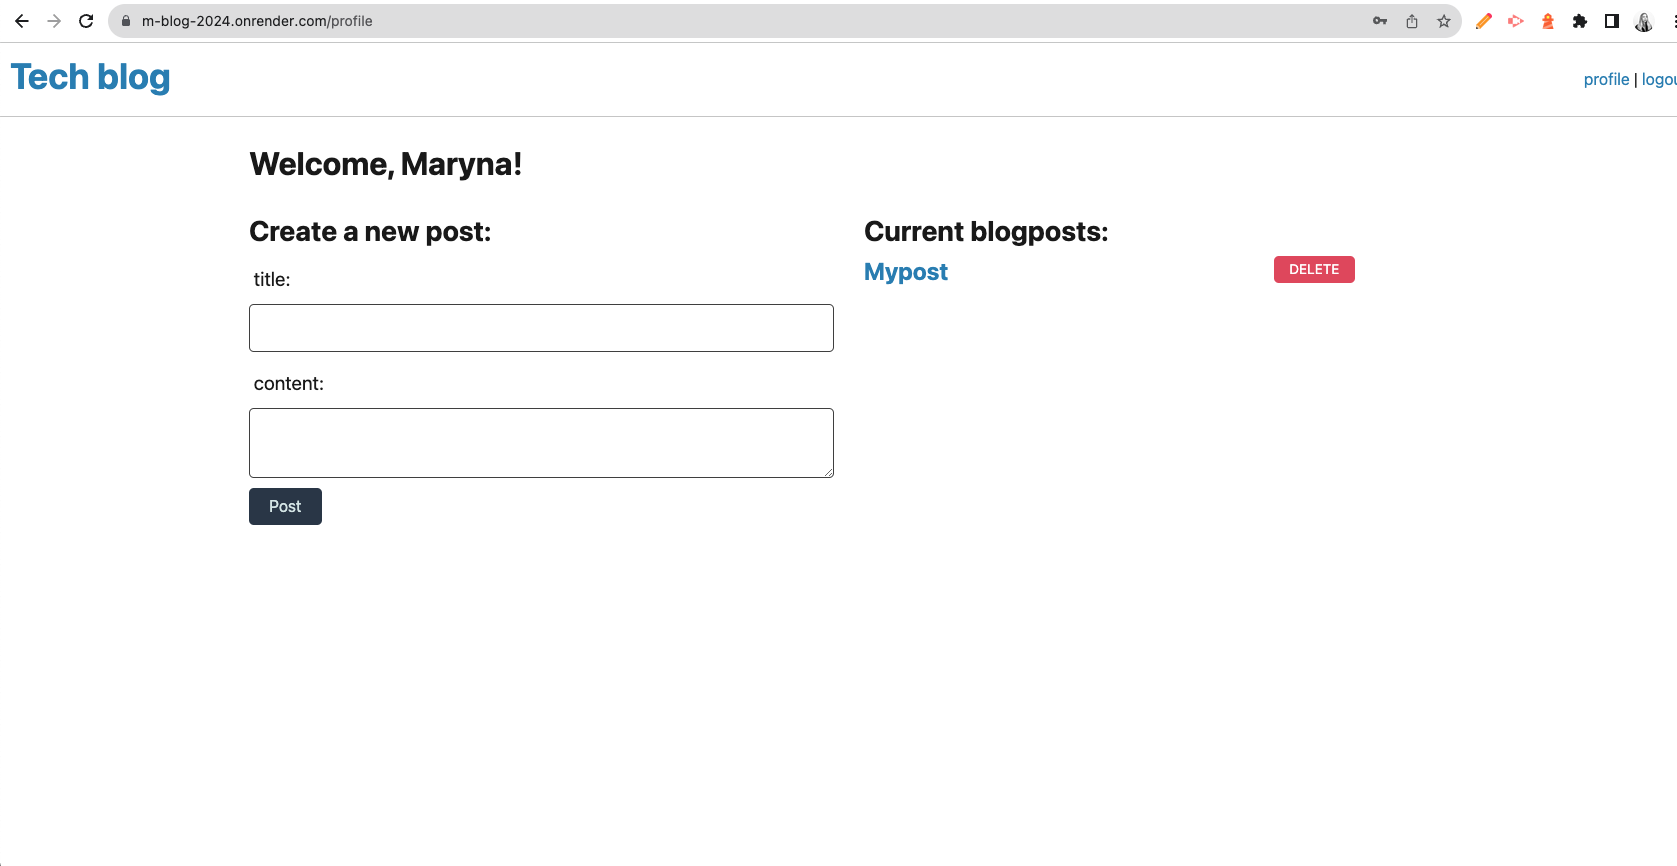 m-blog-2024.onrender.com/profile
Tech blog
profile | logou
Welcome, Maryna!
Create a new post:
title:
content:
Post
Current blogposts:
Mypost
DELETE